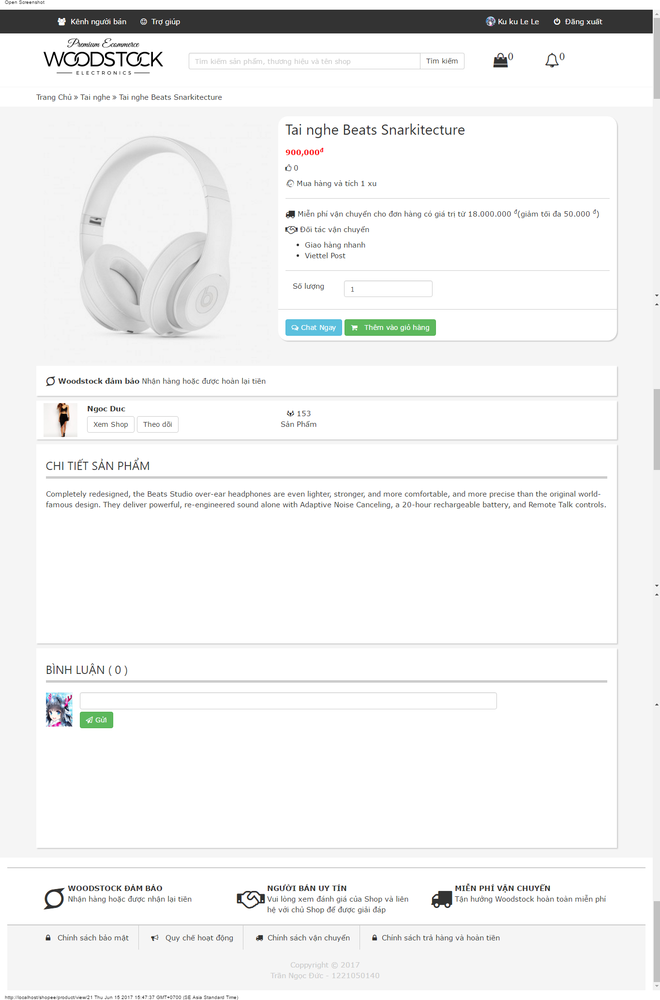 Open Screenshot
Kênh người bán Trợ giúp Ku ku Le Le Đăng xuất
Premium Ecommerce
WOODSTOCK
ELECTRONICS
Tìm kiếm sản phẩm, thương hiệu và tên shop Tìm kiếm 0 0
Trang Chủ » Tai nghe » Tai nghe Beats Snarkitecture
Tai nghe Beats Snarkitecture
900,000đ
0
Mua hàng và tích 1 xu
Miễn phí vận chuyển cho đơn hàng có giá trị từ 18.000.000 đ(giảm tối đa 50.000 đ)
Đối tác vận chuyển
• Giao hàng nhanh
• Viettel Post
Số lượng 1
Chat Ngay Thêm vào giỏ hàng
Woodstock đảm bảo Nhận hàng hoặc được hoàn lại tiền
Ngoc Duc
Xem Shop Theo dõi
153
Sản Phẩm
CHI TIẾT SẢN PHẨM
Completely redesigned, the Beats Studio over-ear headphones are even lighter, stronger, and more comfortable, and more precise than the original world-
famous design. They deliver powerful, re-engineered sound alone with Adaptive Noise Canceling, a 20-hour rechargeable battery, and Remote Talk controls.
BÌNH LUẬN ( 0 )
Gửi
WOODSTOCK ĐẢM BẢO
Nhận hàng hoặc được nhận lại tiền
NGƯỜI BÁN UY TÍN
Vui lòng xem đánh giá của Shop và liên
hệ với chủ Shop để được giải đáp
MIỄN PHÍ VẬN CHUYỂN
Tận hưởng Woodstock hoàn toàn miễn phí
Chính sách bảo mật Quy chế hoạt động Chính sách vận chuyển Chính sách trả hàng và hoàn tiền
Coppyright © 2017
Trần Ngọc Đức - 1221050140
http://localhost/shopee/product/view/21 Thu Jun 15 2017 15:47:37 GMT+0700 (SE Asia Standard Time)